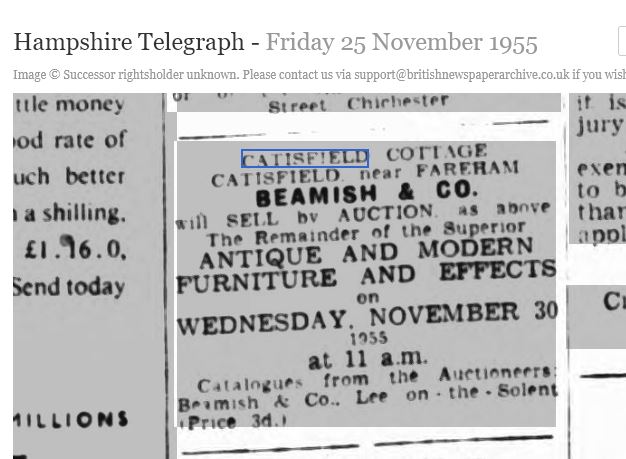 Hampshire Telegraph - Friday 25 November 1955
Image © Successor rightsholder unknown. Please contact us via support@britishnewspaperarchive.co.uk if you wish
ttle money
ood rate of
uch better
a shilling.
£1.16.0.
Send today
MILLIONS
Street Chichester
CATISFIELD COTTAGE
CATISFIELD. near FAREHAM
BEAMISH & CO.
will SELL by AUCTION. as above
The Remainder of the Superior
ANTIQUE AND MODERN
FURNITURE AND EFFECTS
on
WEDNESDAY, NOVEMBER 30
1955
at 11 a.m.
Catalogues from the Auctioneers:
Beamish & Co., Lee on - the - Solent
(Price 3d.)
it is
jury
exen
to b
than
appl